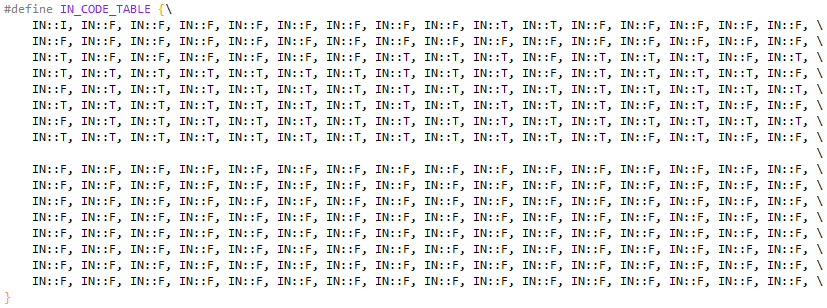 #define IN_CODE_TABLE {\
IN::I, IN::F, IN::F, IN::F, IN::F, IN::F, IN::F, IN::F, IN::F, IN::T, IN::T, IN::F, IN::F, IN::F, IN::F, IN::F, \
IN::F, IN::F, IN::F, IN::F, IN::F, IN::F, IN::F, IN::F, IN::F, IN::F, IN::F, IN::F, IN::F, IN::F, IN::F, IN::F, \
IN::T, IN::F, IN::F, IN::F, IN::F, IN::F, IN::F, IN::T, IN::T, IN::T, IN::F, IN::T, IN::T, IN::T, IN::T, IN::T, \
IN::T, IN::T, IN::T, IN::T, IN::T, IN::T, IN::T, IN::T, IN::T, IN::T, IN::F, IN::F, IN::F, IN::T, IN::T, IN::F, \
IN::F, IN::T, IN::T, IN::T, IN::T, IN::T, IN::T, IN::T, IN::T, IN::T, IN::T, IN::T, IN::T, IN::T, IN::T, IN::T, \
IN::T, IN::T, IN::T, IN::T, IN::T, IN::T, IN::T, IN::T, IN::T, IN::T, IN::T, IN::T, IN::F, IN::T, IN::F, IN::F, \
IN::F, IN::T, IN::T, IN::T, IN::T, IN::T, IN::T, IN::T, IN::T, IN::T, IN::T, IN::T, IN::T, IN::T, IN::T, IN::T, \
IN::T, IN::T, IN::T, IN::T, IN::T, IN::T, IN::T, IN::T, IN::T, IN::T, IN::T, IN::T, IN::F, IN::T, IN::F, IN::F, \
\
IN::F, IN::F, IN::F, IN::F, IN::F, IN::F, IN::F, IN::F, IN::F, IN::F, IN::F, IN::F, IN::F, IN::F, IN::F, IN::F, \
IN::F, IN::F, IN::F, IN::F, IN::F, IN::F, IN::F, IN::F, IN::F, IN::F, IN::F, IN::F, IN::F, IN::F, IN::F, IN::F, \
IN::F, IN::F, IN::F, IN::F, IN::F, IN::F, IN::F, IN::F, IN::F, IN::F, IN::F, IN::F, IN::F, IN::F, IN::F, IN::F, \
IN::F, IN::F, IN::F, IN::F, IN::F, IN::F, IN::F, IN::F, IN::F, IN::F, IN::F, IN::F, IN::F, IN::F, IN::F, IN::F, \
IN::F, IN::F, IN::F, IN::F, IN::F, IN::F, IN::F, IN::F, IN::F, IN::F, IN::F, IN::F, IN::F, IN::F, IN::F, IN::F, \
IN::F, IN::F, IN::F, IN::F, IN::F, IN::F, IN::F, IN::F, IN::F, IN::F, IN::F, IN::F, IN::F, IN::F, IN::F, IN::F, \
IN::F, IN::F, IN::F, IN::F, IN::F, IN::F, IN::F, IN::F, IN::F, IN::F, IN::F, IN::F, IN::F, IN::F, IN::F, IN::F, \
IN::F, IN::F, IN::F, IN::F, IN::F, IN::F, IN::F, IN::F, IN::F, IN::F, IN::F, IN::F, IN::F, IN::F, IN::F, IN::F, \
}